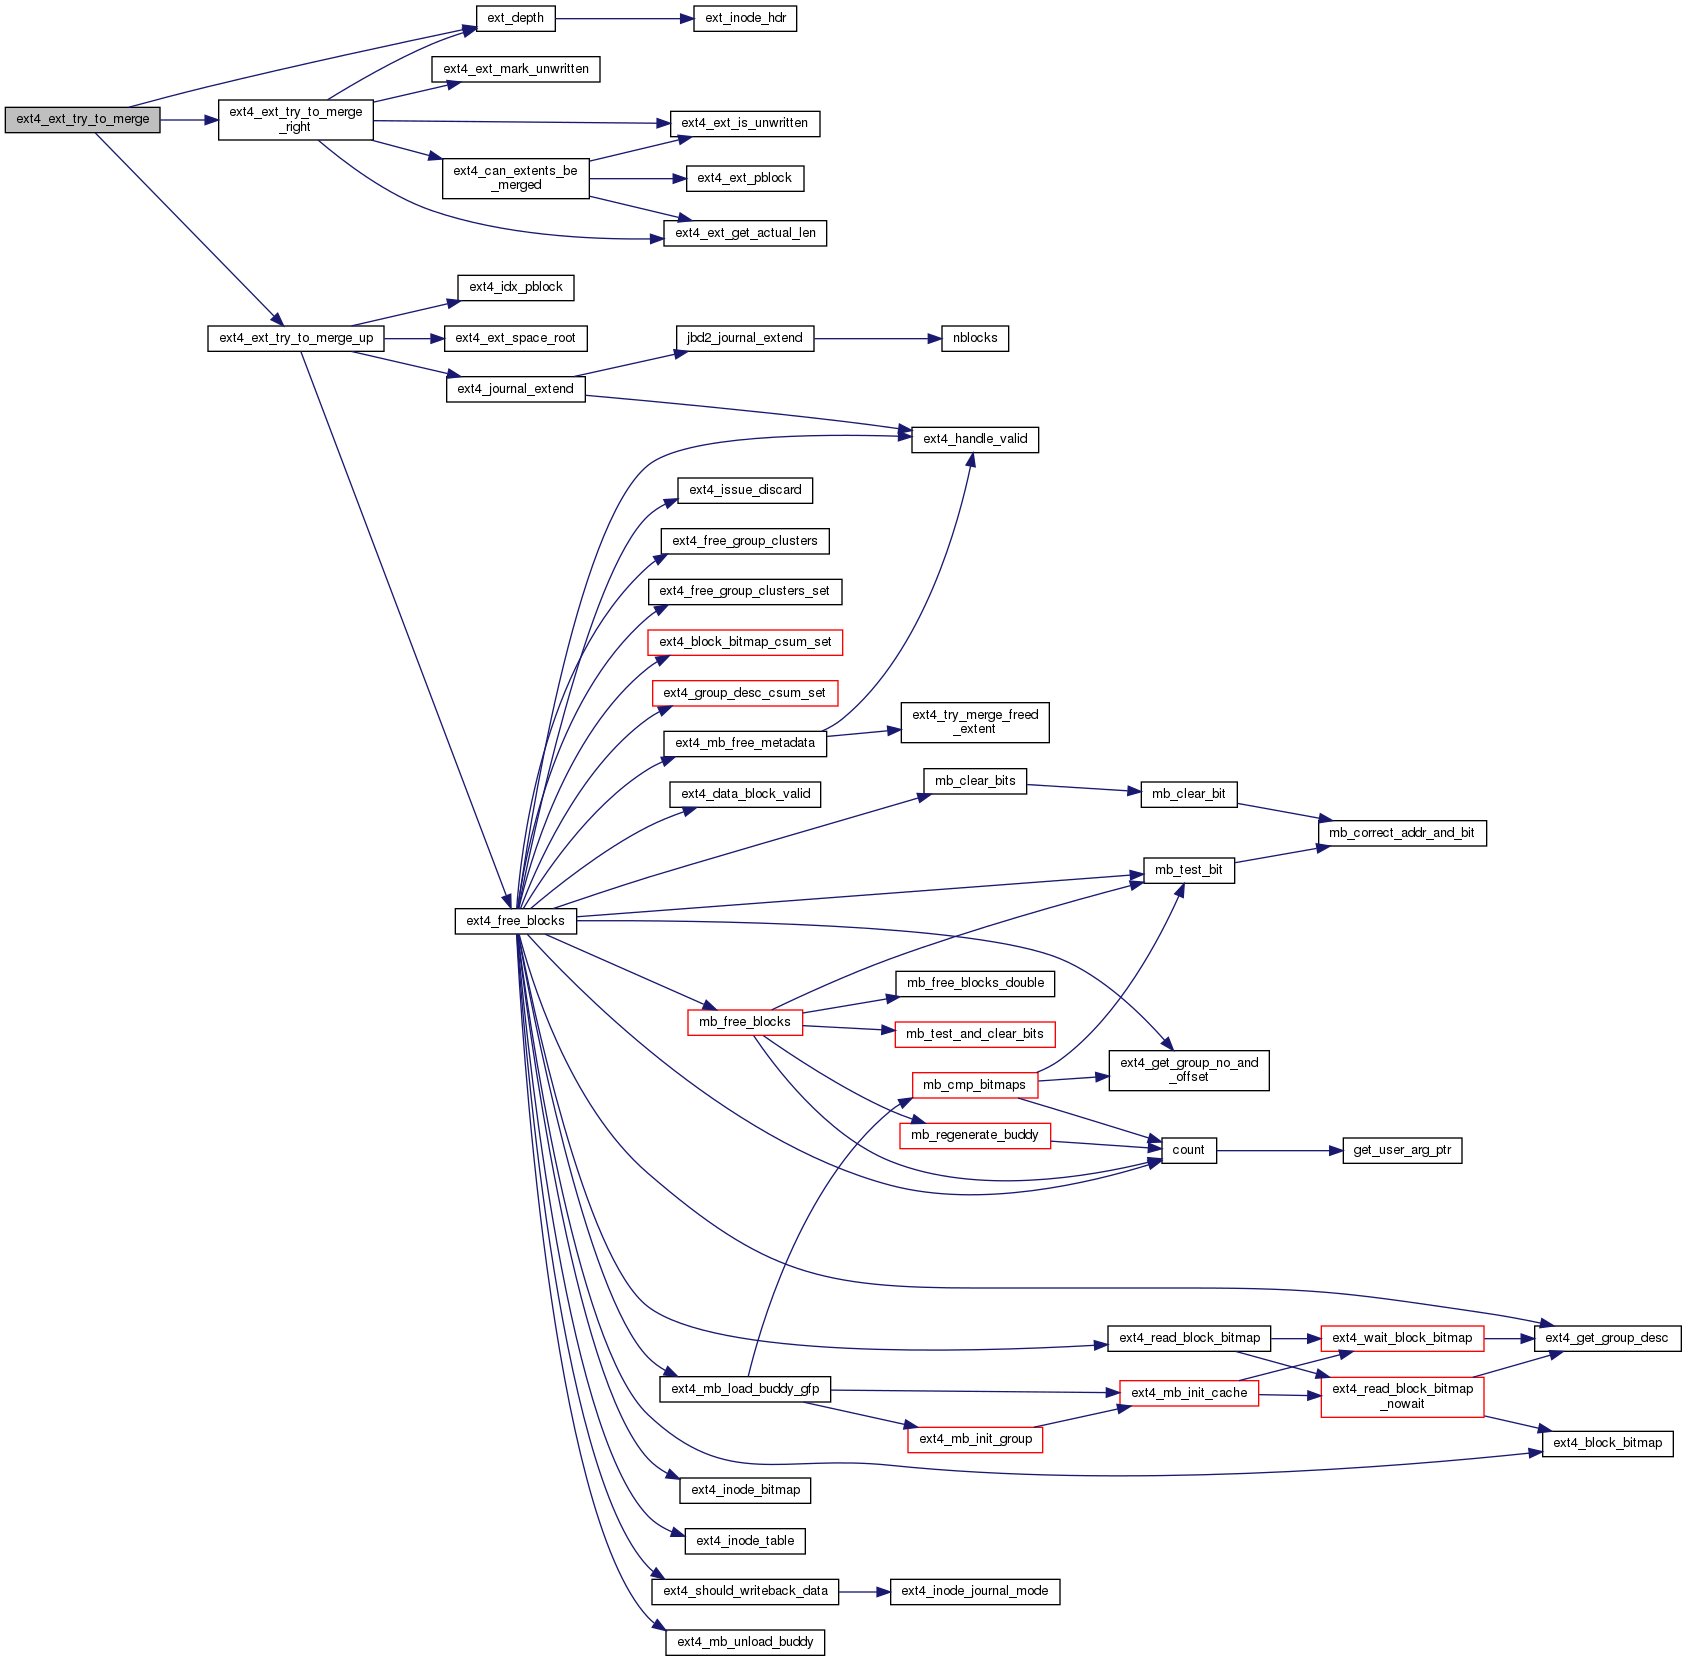 ext_depth
ext_inode_hdr
ext4_ext_mark_unwritten
ext4_ext_try_to_merge
ext4_ext_try_to_merge
_right
ext4_ext_is_unwritten
ext4_can_extents_be
_merged
ext4_ext_pblock
ext4_ext_get_actual_len
ext4_idx_pblock
ext4_ext_try_to_merge_up
ext4_ext_space_root
jbd2_journal_extend
nblocks
ext4_journal_extend
ext4_handle_valid
ext4_issue_discard
ext4_free_group_clusters
ext4_free_group_clusters_set
ext4_block_bitmap_csum_set
ext4_group_desc_csum_set
ext4_mb_free_metadata
ext4_try_merge_freed
_extent
ext4_data_block_valid
mb_clear_bits
mb_clear_bit
mb_correct_addr_and_bit
mb_test_bit
ext4_free_blocks
mb_free_blocks_double
mb_free_blocks
mb_test_and_clear_bits
ext4_get_group_no_and
_offset
mb_cmp_bitmaps
mb_regenerate_buddy
count
get_user_arg_ptr
ext4_read_block_bitmap
ext4_wait_block_bitmap
ext4_get_group_desc
ext4_mb_load_buddy_gfp
ext4_mb_init_cache
ext4_read_block_bitmap
_nowait
ext4_mb_init_group
ext4_block_bitmap
ext4_inode_bitmap
ext4_inode_table
ext4_should_writeback_data
ext4_inode_journal_mode
ext4_mb_unload_buddy